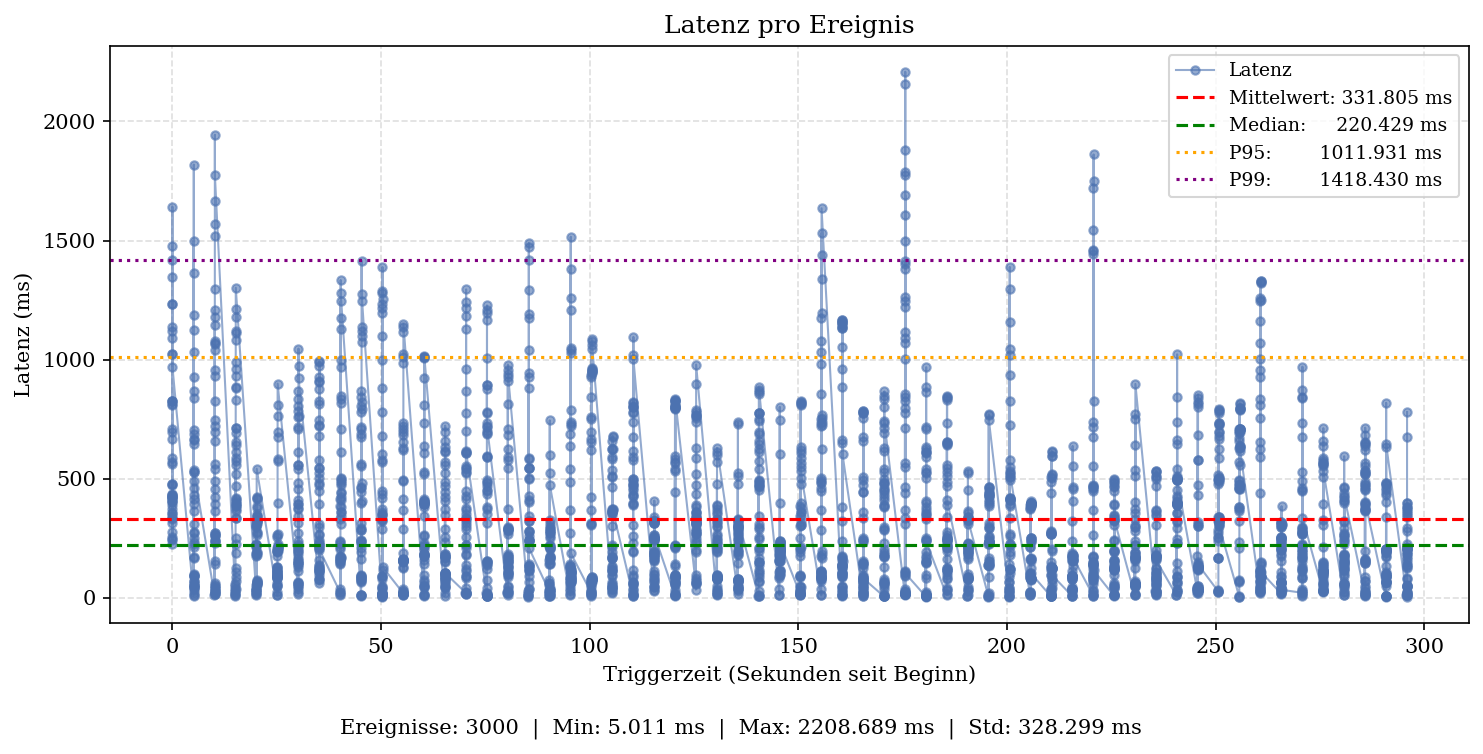 Latenz pro Ereignis
Latenz (ms)
2000
1500
1000
500
0
Latenz
Mittelwert: 331.805 ms
Median: 220.429 ms
P95: 1011.931 ms
P99: 1418.430 ms
0 50 100 150 200 250 300
Triggerzeit (Sekunden seit Beginn)
Ereignisse: 3000 | Min: 5.011 ms | Max: 2208.689 ms | Std: 328.299 ms